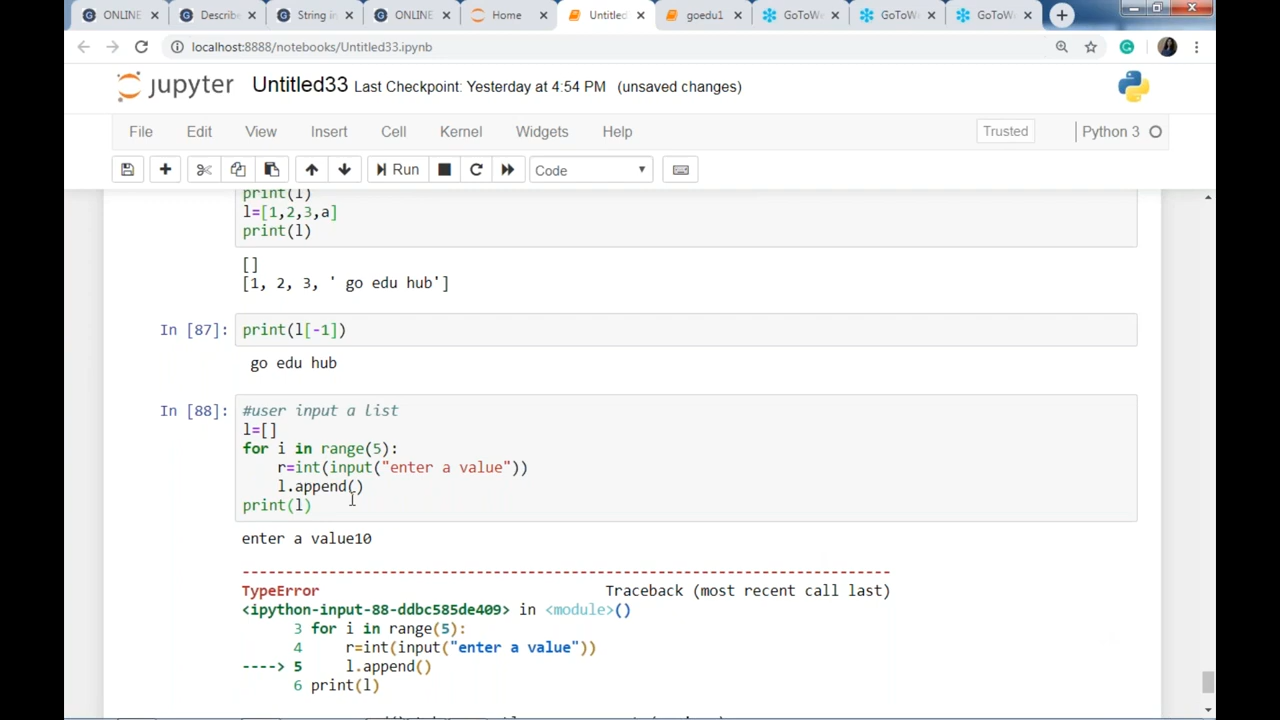 ONLINE
Describe
String in
ONLINE
Home
Untitled
goedu1
GoToWe
GoToWe
GoToWe
localhost:8888/notebooks/Untitled33.ipynb
jupyter Untitled33 Last Checkpoint: Yesterday at 4:54 PM (unsaved changes)
File Edit View Insert Cell Kernel Widgets Help Trusted Python 3
Run Code
print(l)
l=[1,2,3,a]
print(l)
[]
[1, 2, 3, ' go edu hub']
In [87]: print(l[-1])
go edu hub
In [88]: #user input a list
l=[]
for i in range(5):
r=int(input("enter a value"))
l.append()
print(l)
enter a value10
---------------------------------------------------------------------------
TypeError Traceback (most recent call last)
<ipython-input-88-ddbc585de409> in <module>()
3 for i in range(5):
4 r=int(input("enter a value"))
----> 5 l.append()
6 print(l)